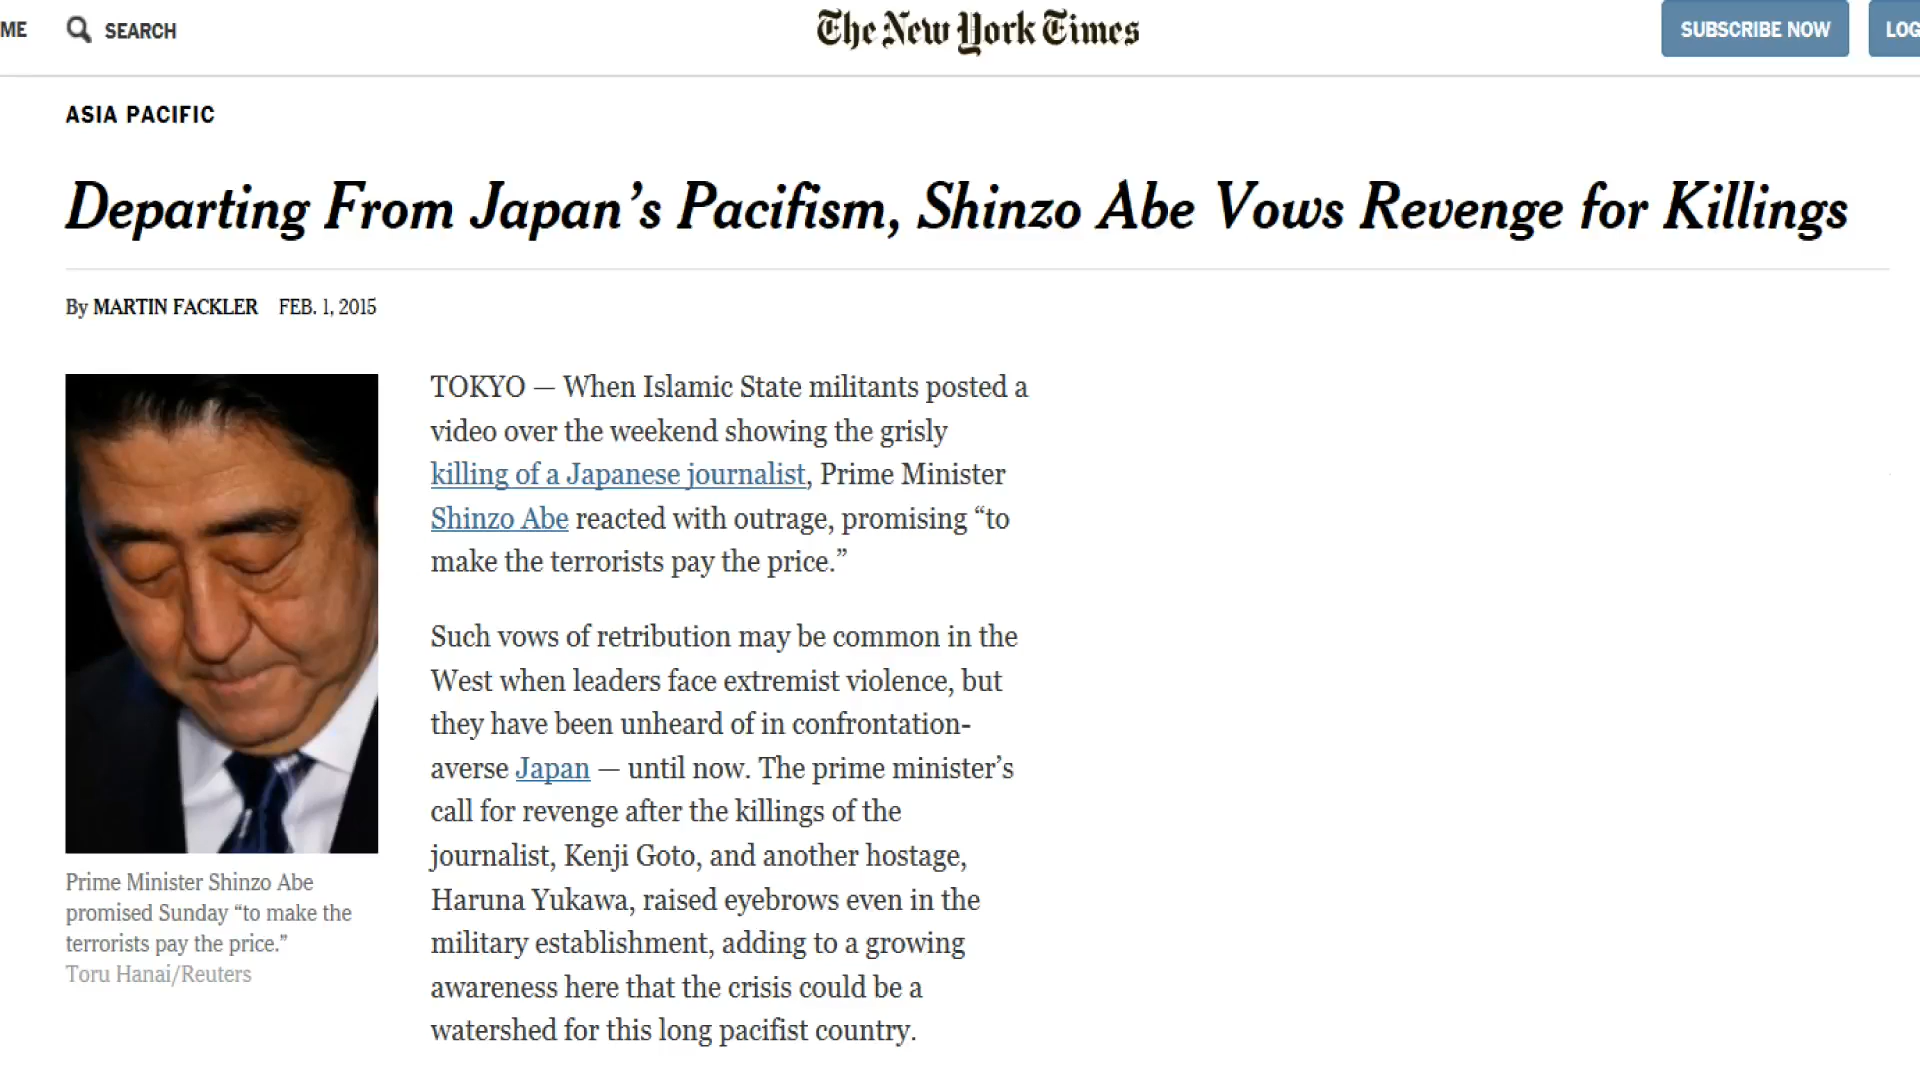 ME
SEARCH
The New York Times
SUBSCRIBE NOW
LOG
ASIA PACIFIC
Departing From Japan’s Pacifism, Shinzo Abe Vows Revenge for Killings
By MARTIN FACKLER FEB. 1, 2015
TOKYO — When Islamic State militants posted a
video over the weekend showing the grisly
killing of a Japanese journalist, Prime Minister
Shinzo Abe reacted with outrage, promising “to
make the terrorists pay the price.”
Such vows of retribution may be common in the
West when leaders face extremist violence, but
they have been unheard of in confrontation-
averse Japan — until now. The prime minister’s
call for revenge after the killings of the
journalist, Kenji Goto, and another hostage,
Haruna Yukawa, raised eyebrows even in the
military establishment, adding to a growing
awareness here that the crisis could be a
watershed for this long pacifist country.
Prime Minister Shinzo Abe
promised Sunday “to make the
terrorists pay the price.”
Toru Hanai/Reuters